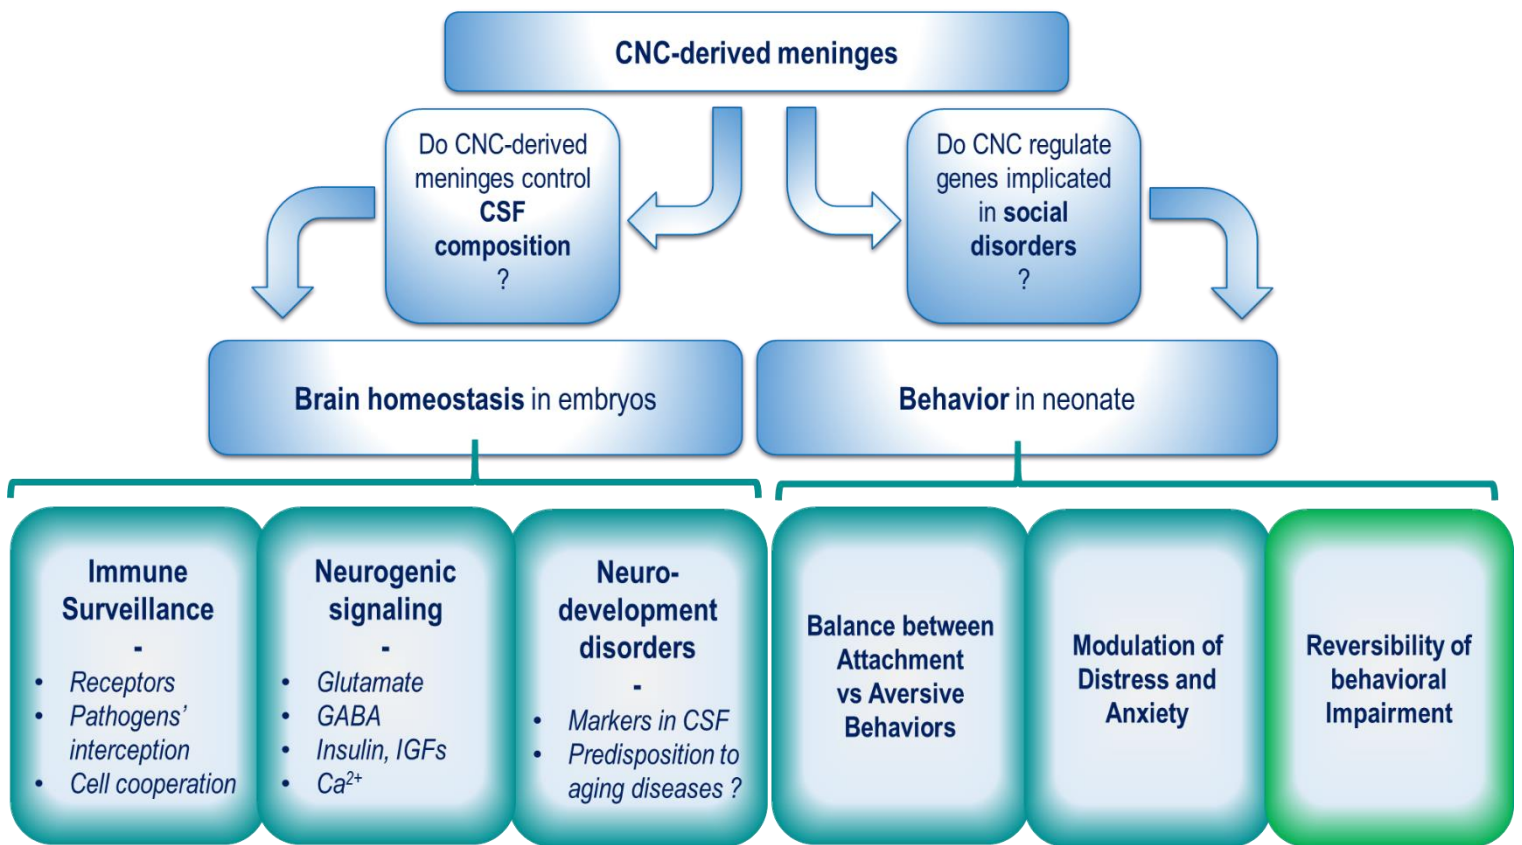 CNC-derived meninges
Do CNC-derived
meninges control
CSF
composition
?
Do CNC regulate
genes implicated
in social
disorders
?
Brain homeostasis in embryos
Behavior in neonate
Immune
Surveillance
-
• Receptors
• Pathogens’
interception
• Cell cooperation
Neurogenic
signaling
-
• Glutamate
• GABA
• Insulin, IGFs
• Ca²⁺
Neuro-
development
disorders
-
• Markers in CSF
• Predisposition to
aging diseases ?
Balance between
Attachment
vs Aversive
Behaviors
Modulation of
Distress and
Anxiety
Reversibility of
behavioral
Impairment